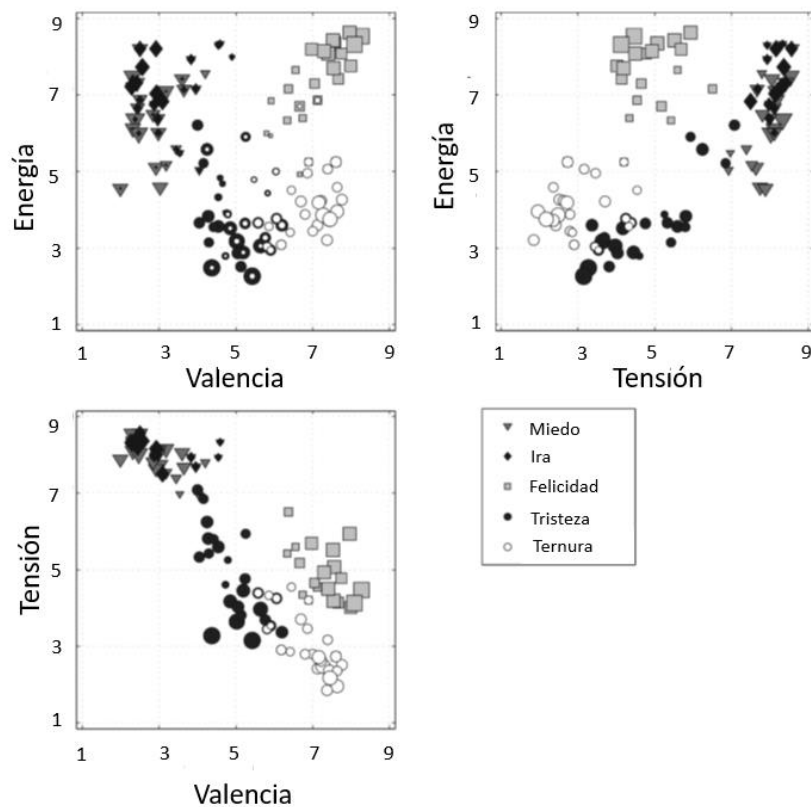 9
7
5
3
1
Energía
1 3 5 7 9
Valencia
9
7
5
3
1
Energía
1 3 5 7 9
Tensión
9
7
5
3
1
Tensión
1 3 5 7 9
Valencia
Miedo
Ira
Felicidad
Tristeza
Ternura